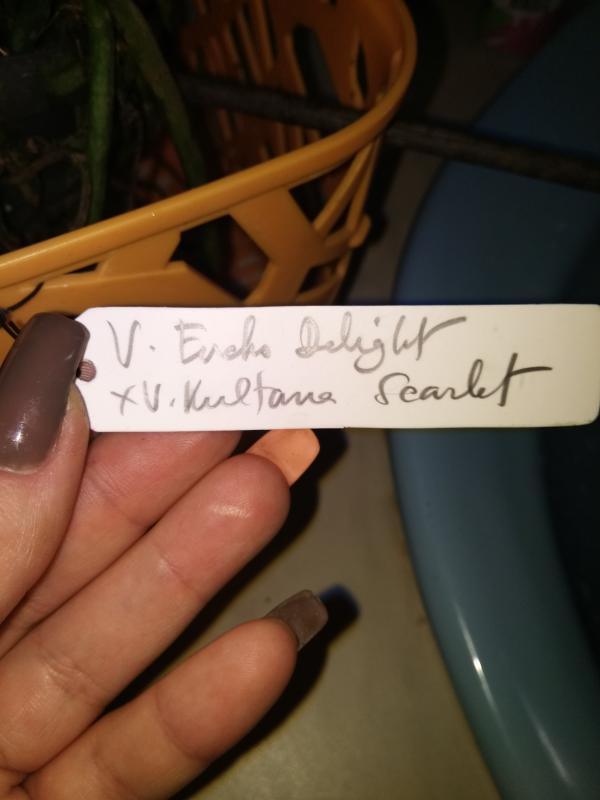 V. Delight
x V. Kultana Scarlet